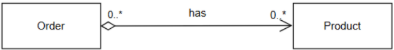 Order
0..*
has
0..*
Product